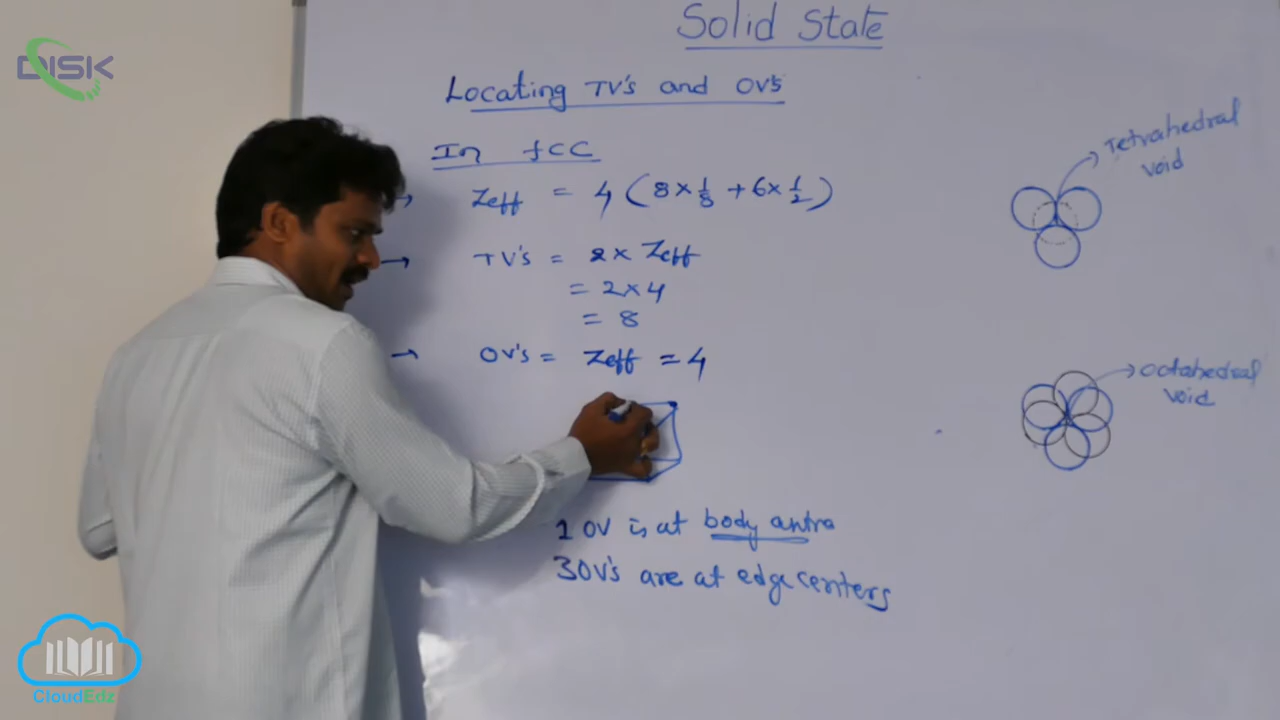 DISK
Solid State
Locating TV's and OV's
In fCC
→ Zeff = 4 (8 × 1/8 + 6 × 1/2)
→ TV's = 2 × Zeff
= 2 × 4
= 8
→ OV's = Zeff = 4
1 OV is at body centre
3 OV's are at edge centers
Tetrahedral
void
octahedral
void
CloudEdz